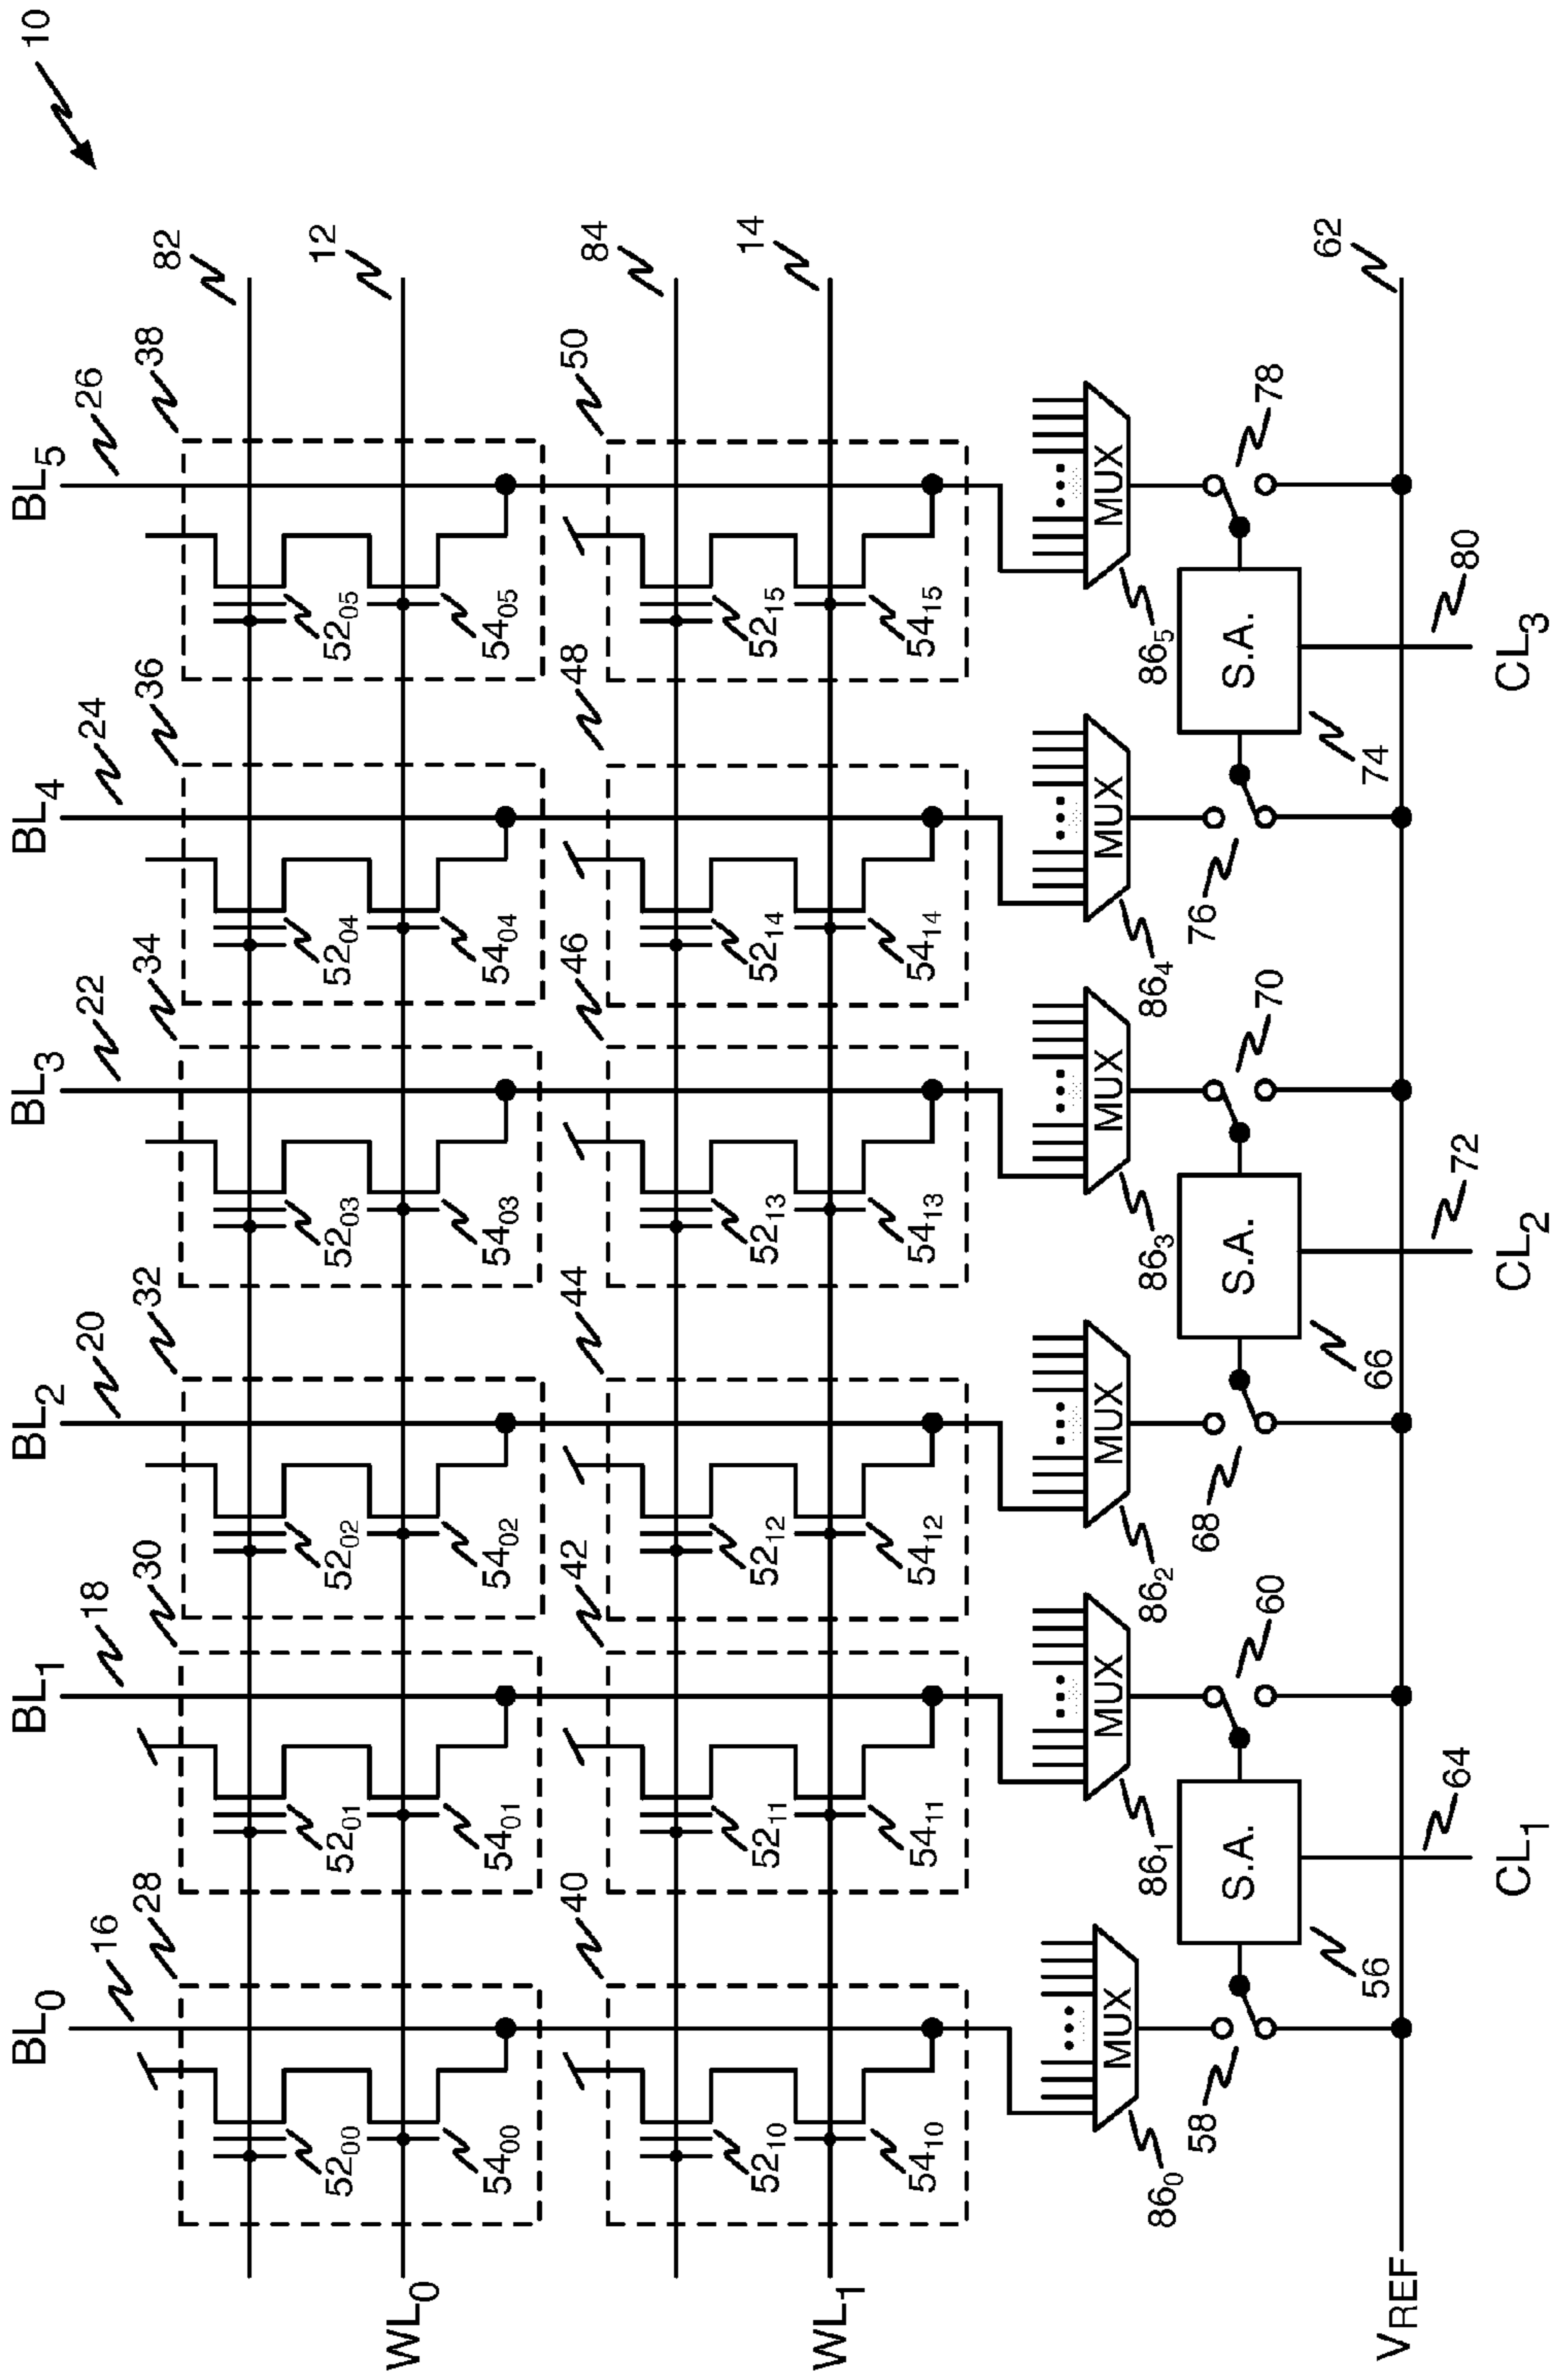 10
BL0 BL1 BL2 BL3 BL4 BL5
16 18 20 22 24 26
28 30 32 34 36 38
82
5200 5201 5202 5203 5204 5205
12
WL0
5400 5401 5402 5403 5404 5405
40 42 44 46 48 50
84
5210 5211 5212 5213 5214 5215
14
WL1
5410 5411 5412 5413 5414 5415
MUX MUX MUX MUX MUX MUX
860 861 862 863 864 865
58 60 68 70 76 78
S.A. S.A. S.A.
56 66 74
62
VREF
64 72 80
CL1 CL2 CL3